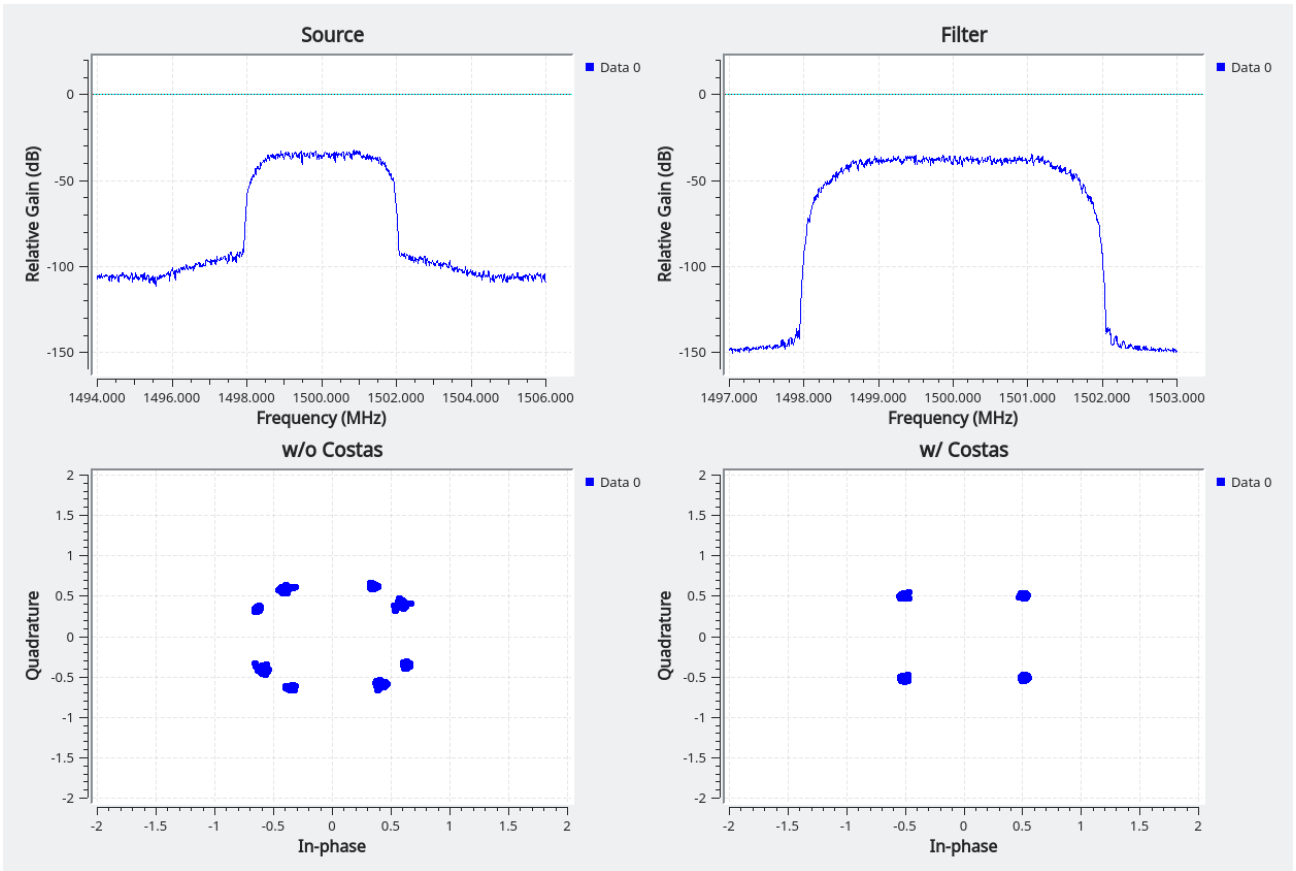 Source
Data 0
Relative Gain (dB)
0
-50
-100
-150
1494.000 1496.000 1498.000 1500.000 1502.000 1504.000 1506.000
Frequency (MHz)
Filter
Data 0
Relative Gain (dB)
0
-50
-100
-150
1497.000 1498.000 1499.000 1500.000 1501.000 1502.000 1503.000
Frequency (MHz)
w/o Costas
Data 0
Quadrature
2
1.5
1
0.5
0
-0.5
-1
-1.5
-2
-2 -1.5 -1 -0.5 0 0.5 1 1.5 2
In-phase
w/ Costas
Data 0
Quadrature
2
1.5
1
0.5
0
-0.5
-1
-1.5
-2
-2 -1.5 -1 -0.5 0 0.5 1 1.5 2
In-phase